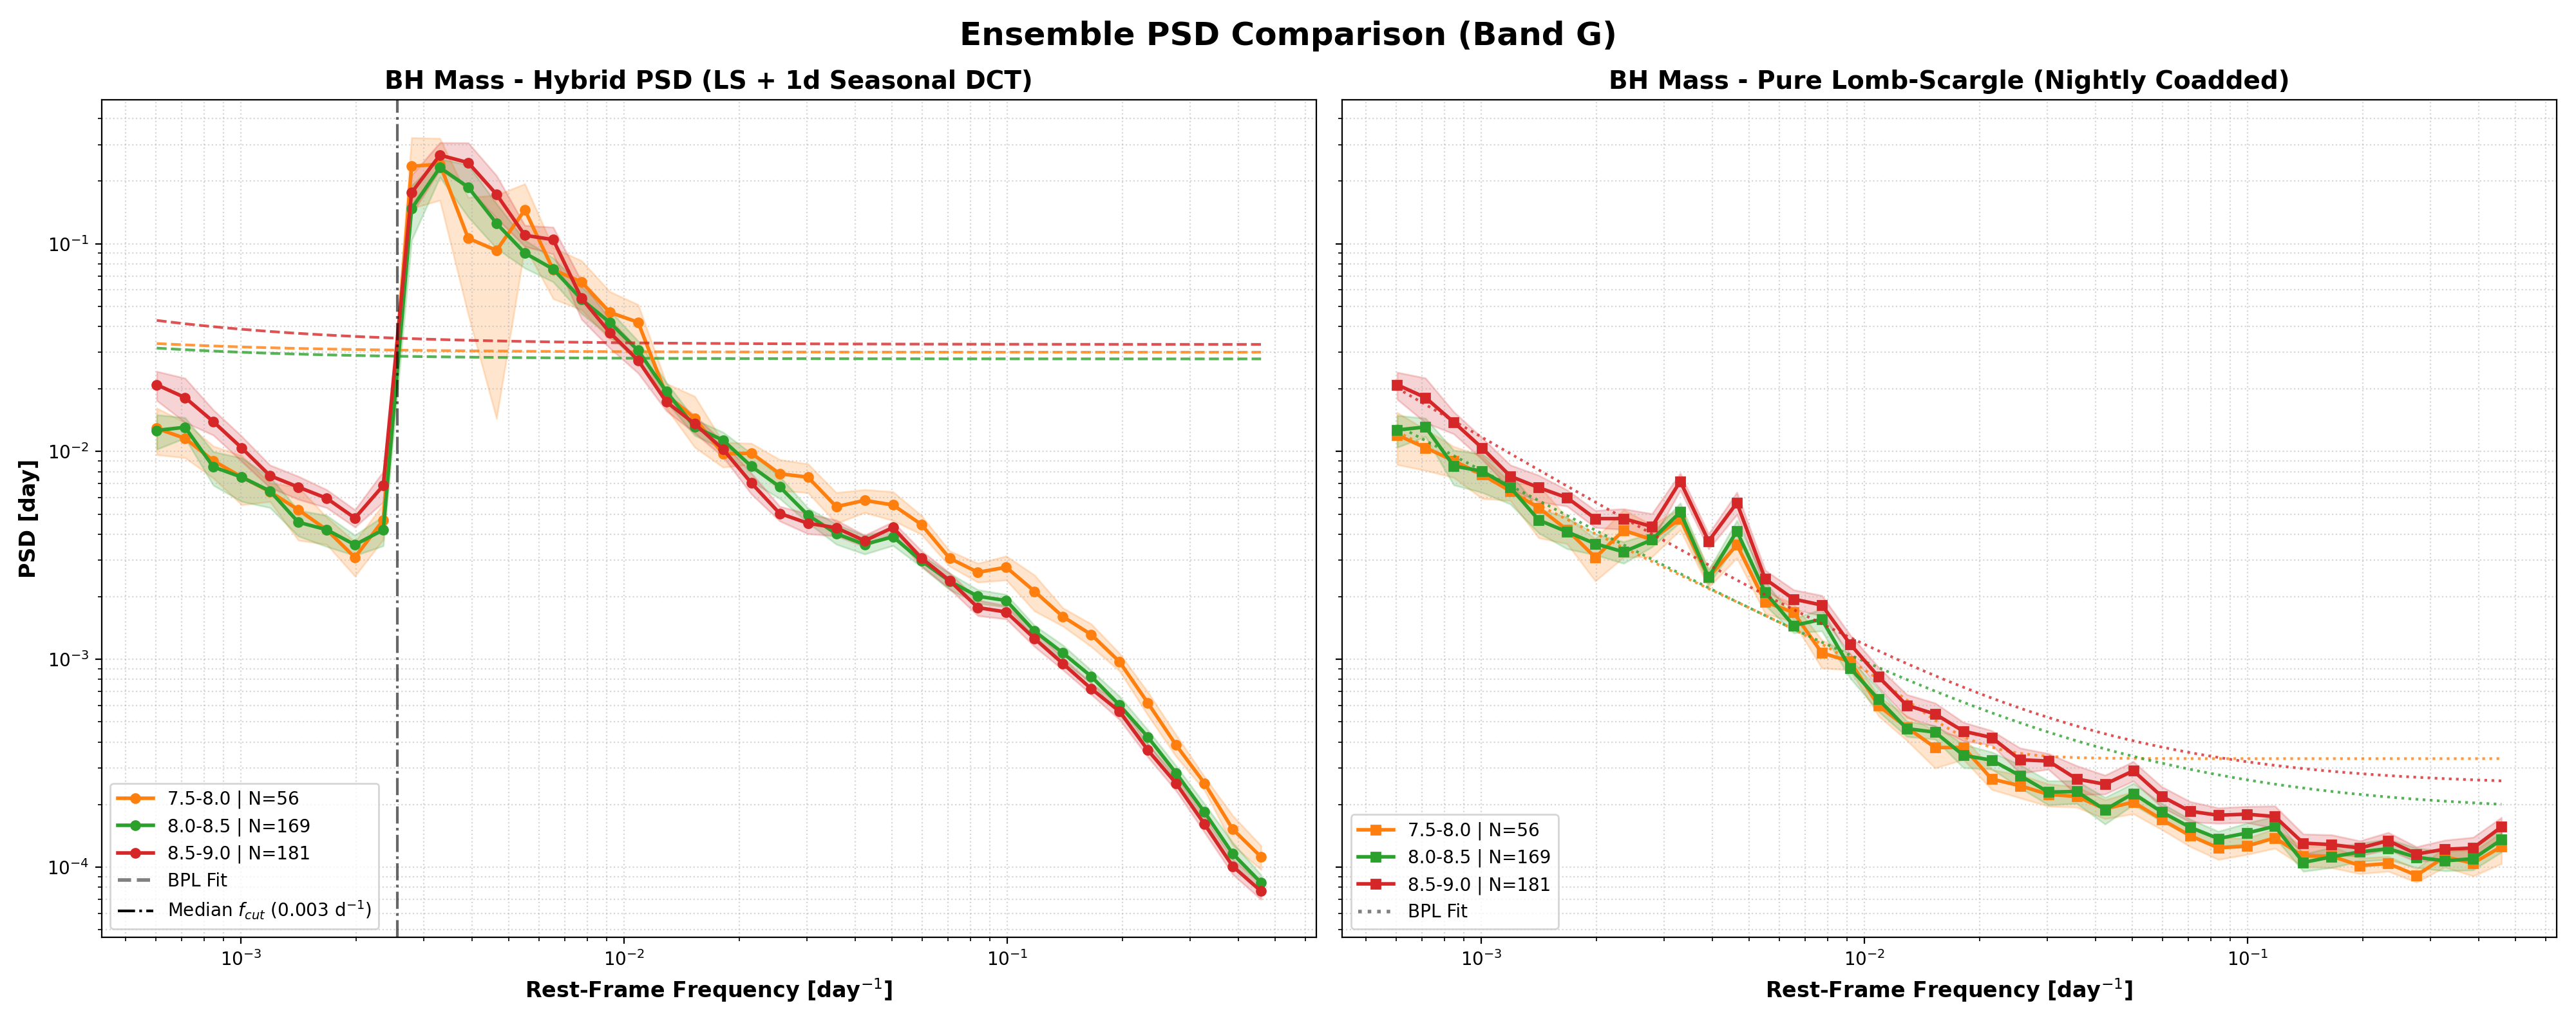 Ensemble PSD Comparison (Band G)
BH Mass - Hybrid PSD (LS + 1d Seasonal DCT)
PSD [day]
10⁻¹
10⁻²
10⁻³
10⁻⁴
7.5-8.0 | N=56
8.0-8.5 | N=169
8.5-9.0 | N=181
BPL Fit
Median f_cut (0.003 d⁻¹)
10⁻³ 10⁻² 10⁻¹
Rest-Frame Frequency [day⁻¹]
BH Mass - Pure Lomb-Scargle (Nightly Coadded)
7.5-8.0 | N=56
8.0-8.5 | N=169
8.5-9.0 | N=181
BPL Fit
10⁻³ 10⁻² 10⁻¹
Rest-Frame Frequency [day⁻¹]